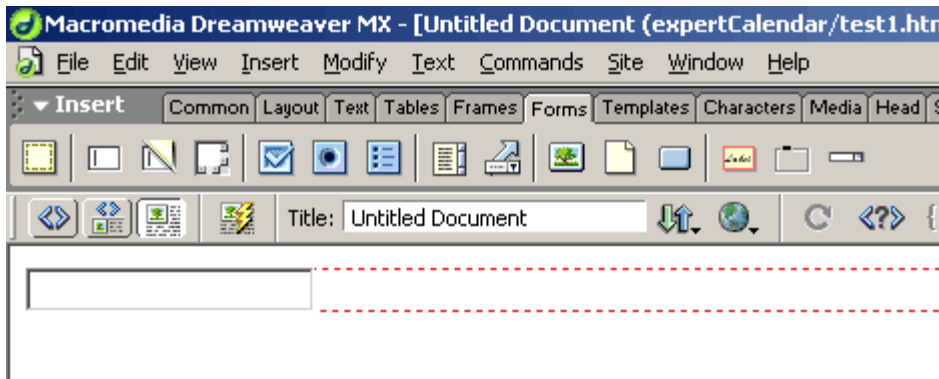 Macromedia Dreamweaver MX - [Untitled Document (expertCalendar/test1.htm
File Edit View Insert Modify Text Commands Site Window Help
Insert Common Layout Text Tables Frames Forms Templates Characters Media Head S
Title: Untitled Document